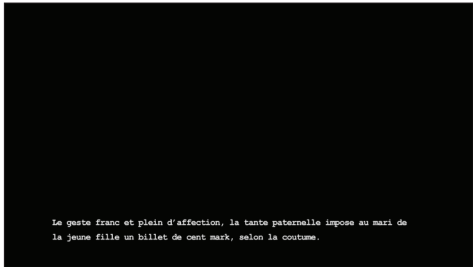 Le geste franc et plein d'affection, la tante paternelle impose au mari de
la jeune fille un billet de cent mark, selon la coutume.